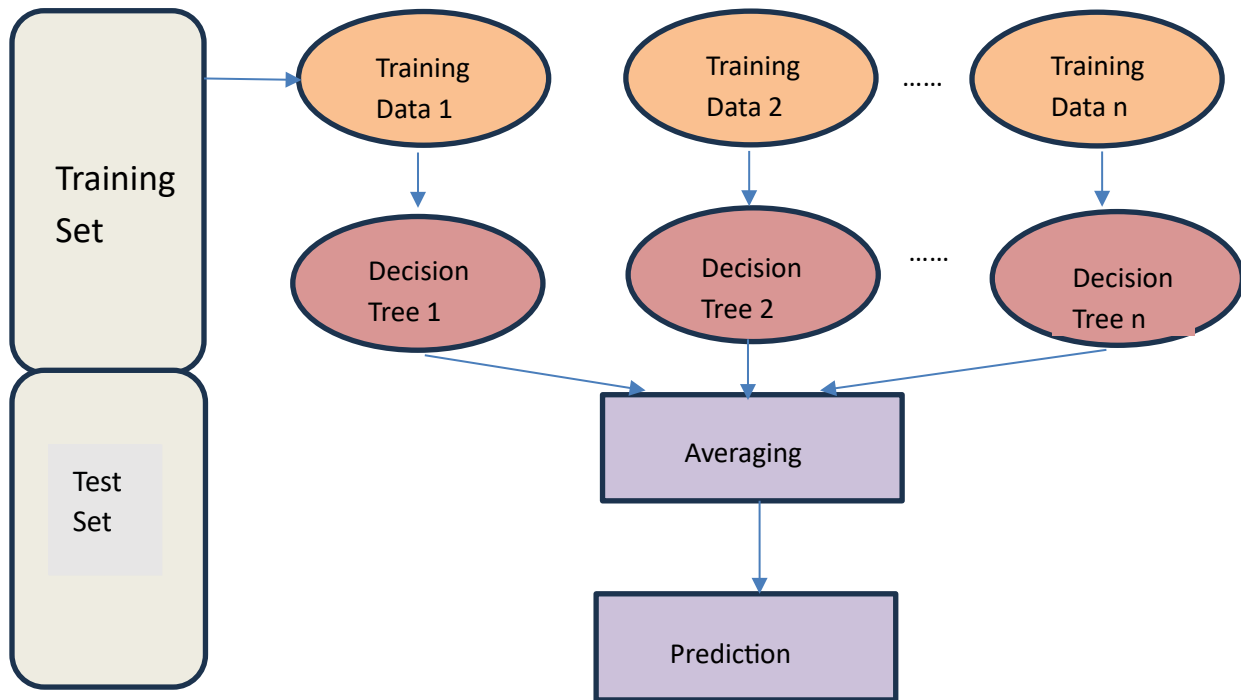 Training
Data 1
Training
Data 2
……
Training
Data n
Training
Set
Decision
Tree 1
Decision
Tree 2
……
Decision
Tree n
Averaging
Test
Set
Prediction